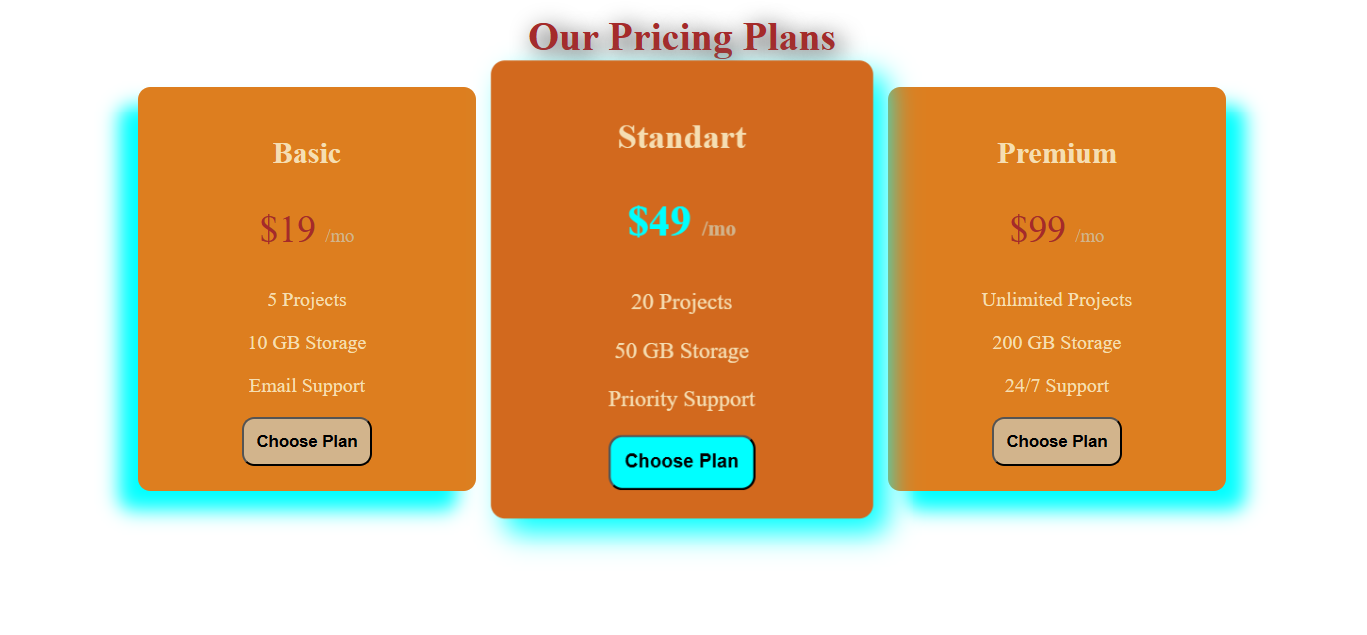 Our Pricing Plans
Basic
$19 /mo
5 Projects
10 GB Storage
Email Support
Choose Plan
Standart
$49 /mo
20 Projects
50 GB Storage
Priority Support
Choose Plan
Premium
$99 /mo
Unlimited Projects
200 GB Storage
24/7 Support
Choose Plan